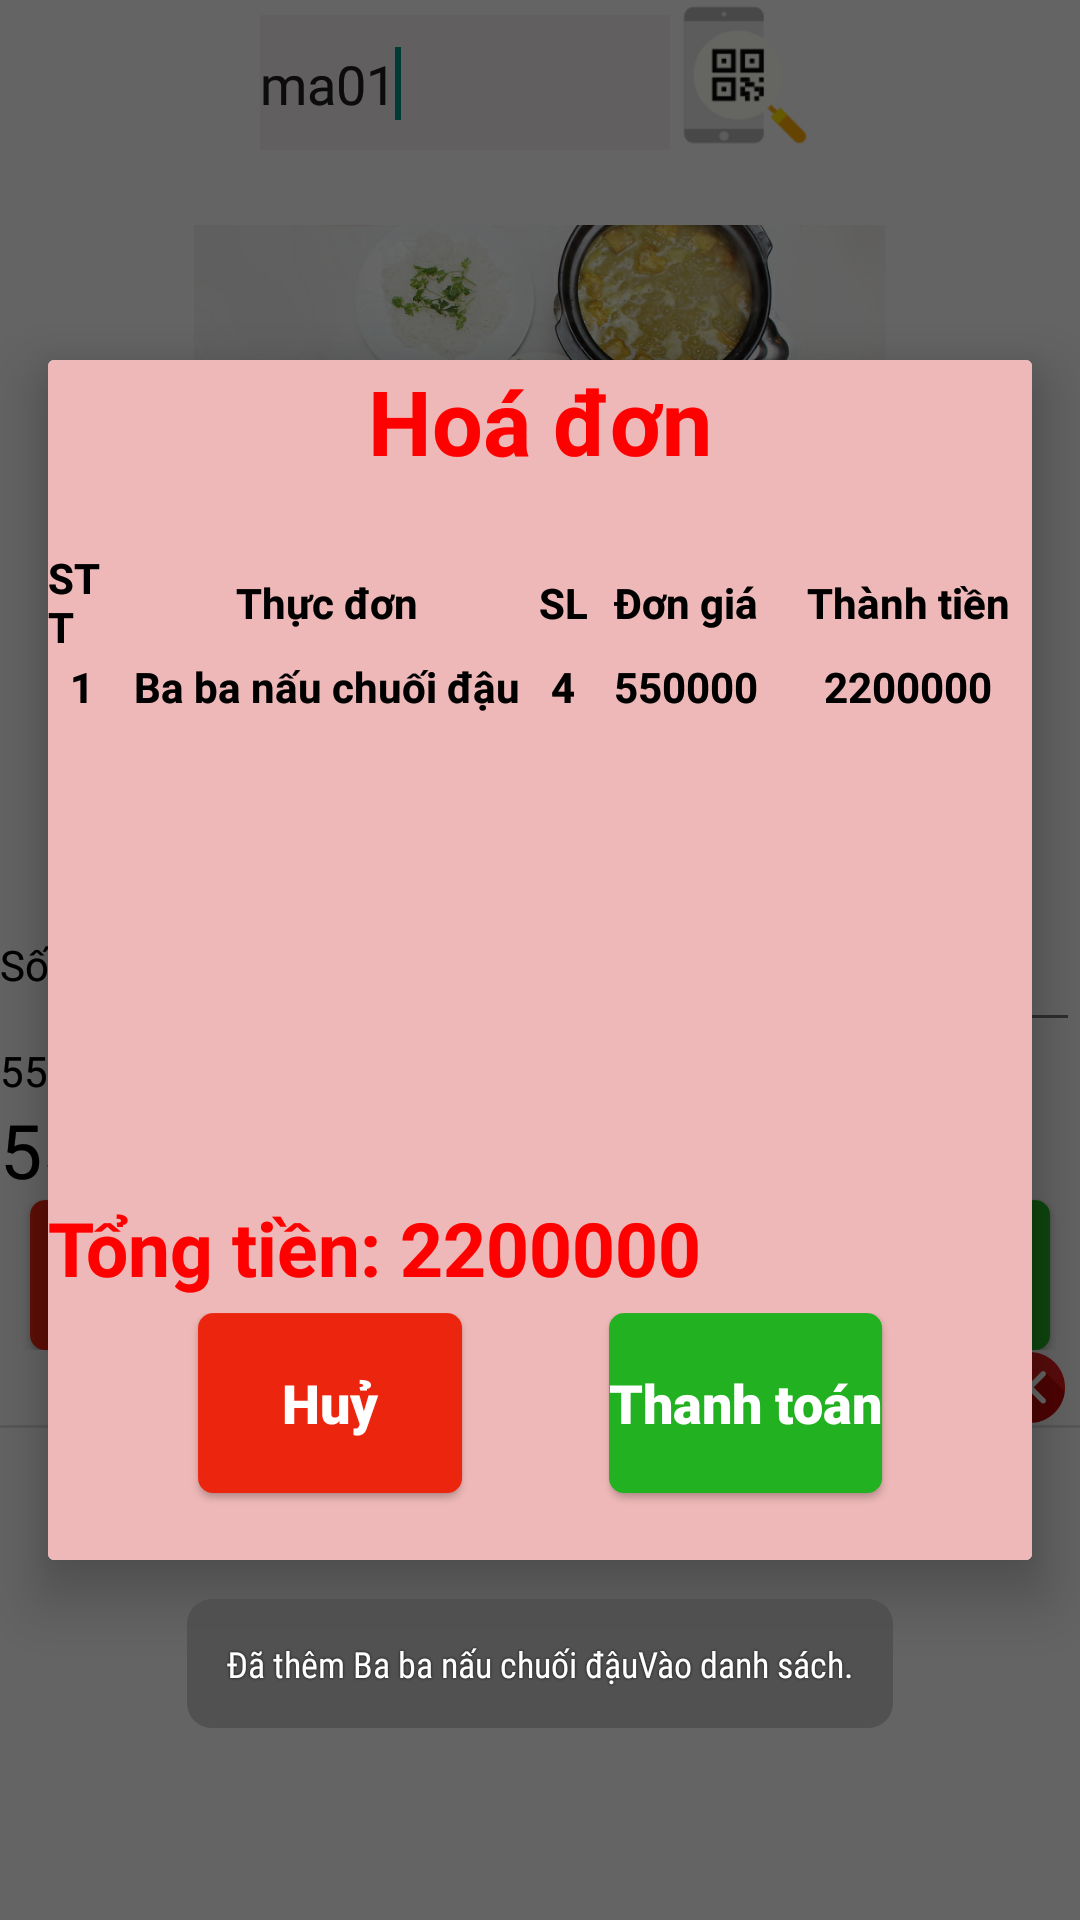 ma01
Hoá đơn
STT Thực đơn SL Đơn giá Thành tiền
1 Ba ba nấu chuối đậu 4 550000 2200000
Số
55
5
Tổng tiền: 2200000
Huỷ Thanh toán
Đã thêm Ba ba nấu chuối đậuVào danh sách.